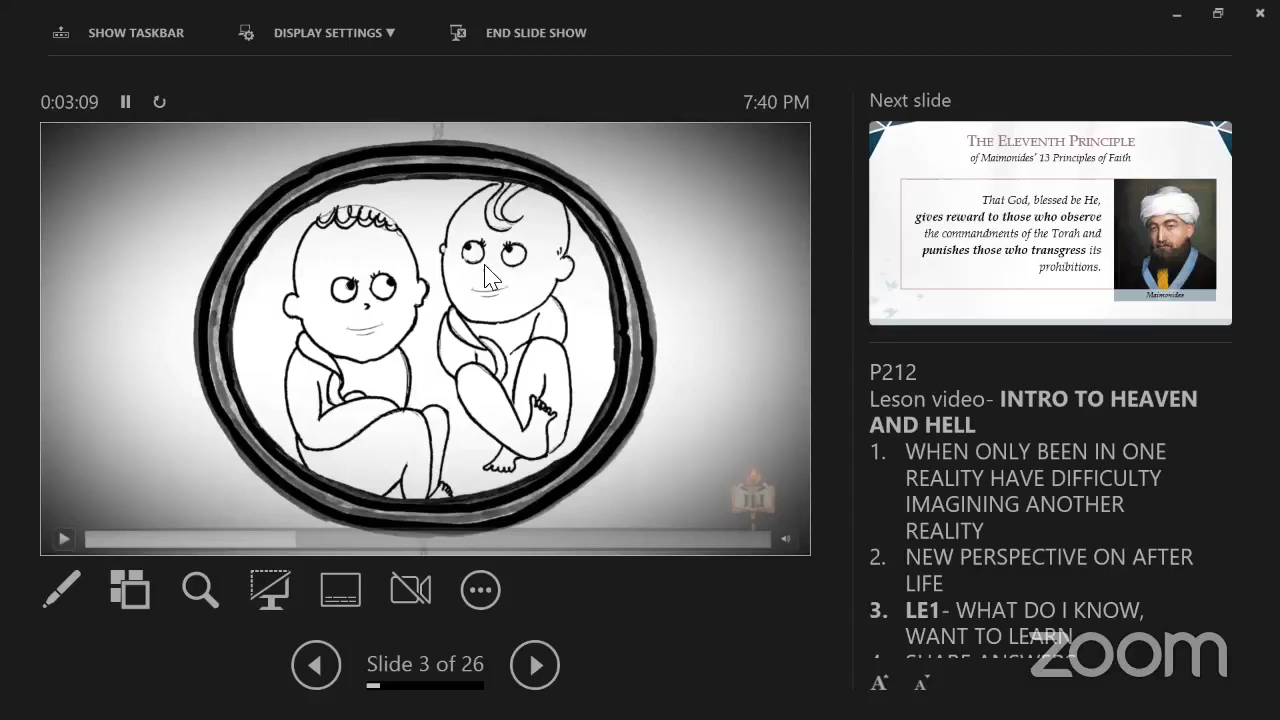 SHOW TASKBAR
DISPLAY SETTINGS ▼
END SLIDE SHOW
0:03:09
7:40 PM
Next slide
THE ELEVENTH PRINCIPLE
of Maimonides' 13 Principles of Faith
That God, blessed be He,
gives reward to those who observe
the commandments of the Torah and
punishes those who transgress its
prohibitions.
Maimonides
JLI
P212
Leson video- INTRO TO HEAVEN
AND HELL
1. WHEN ONLY BEEN IN ONE
REALITY HAVE DIFFICULTY
IMAGINING ANOTHER
REALITY
2. NEW PERSPECTIVE ON AFTER
LIFE
3. LE1- WHAT DO I KNOW,
WANT TO LEARN
4. SHARE ANSWERS
zoom
Slide 3 of 26
A A